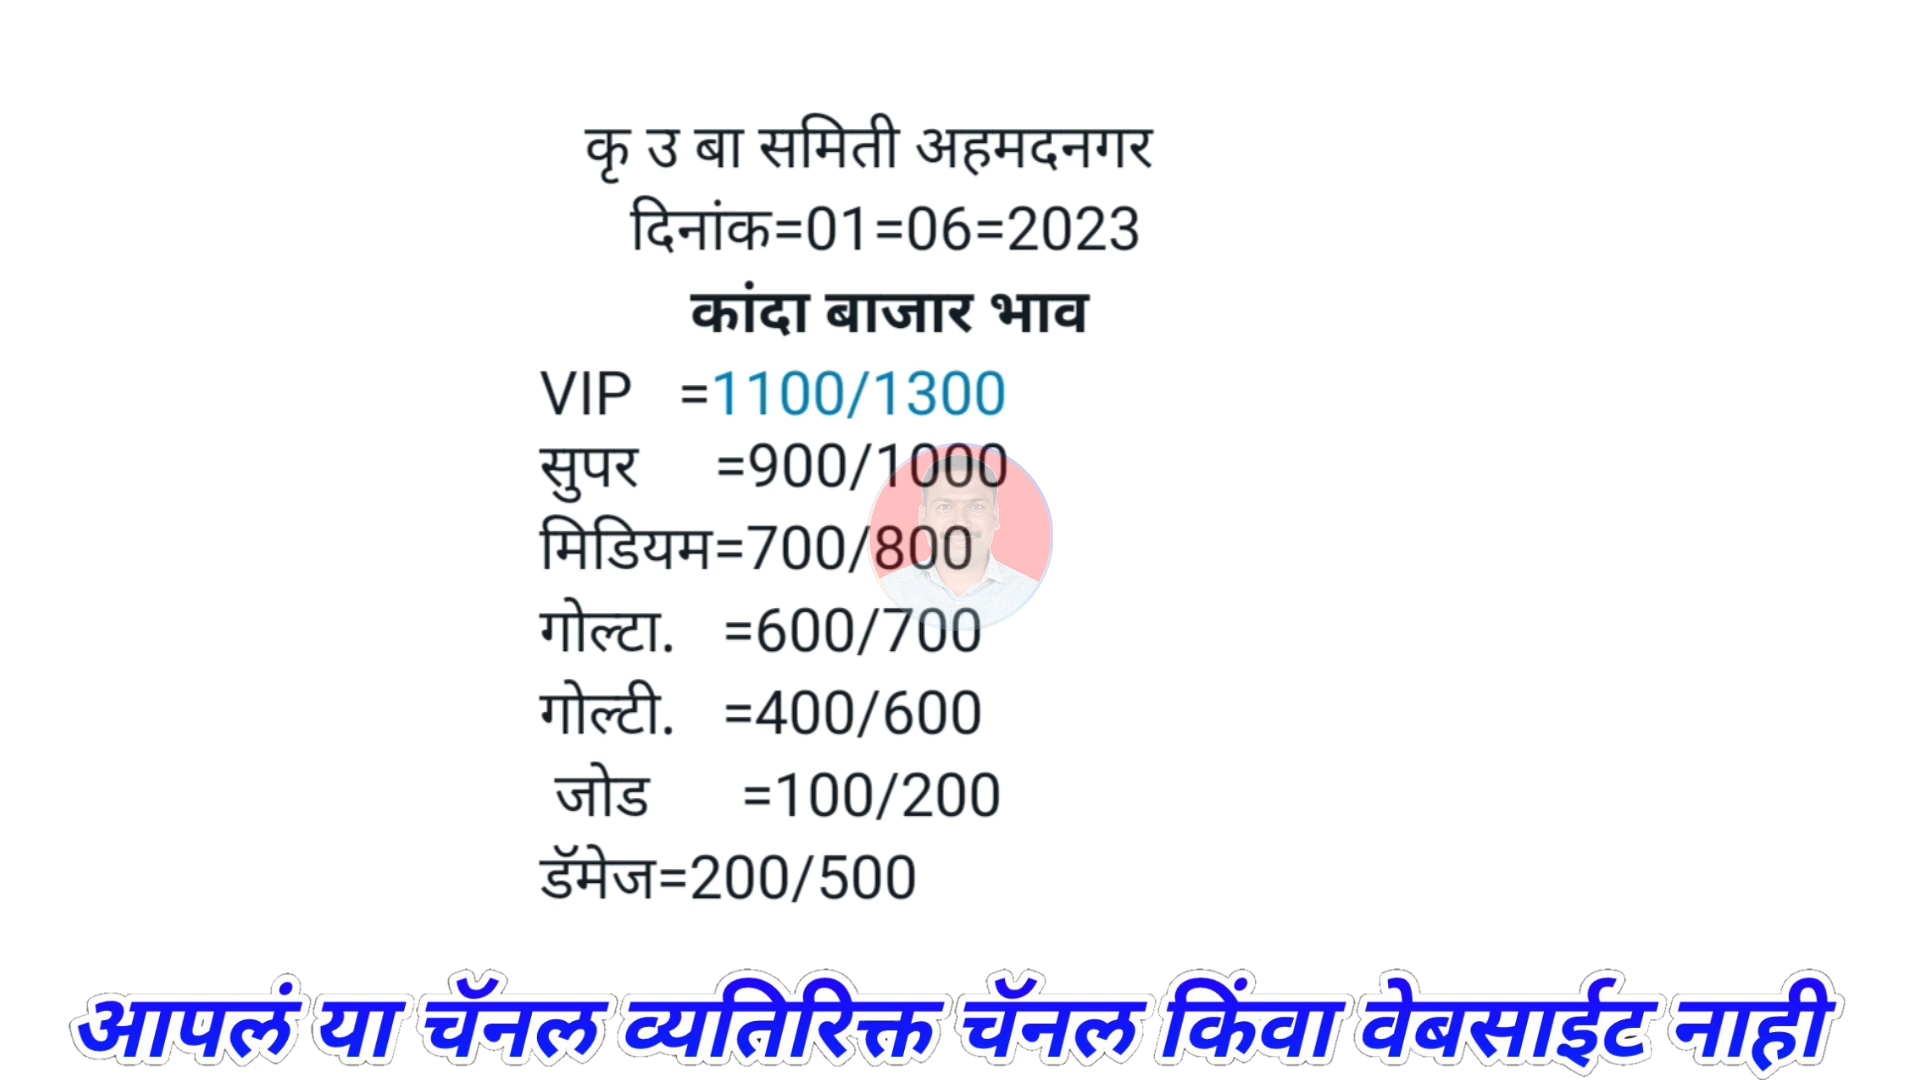 कृ उ बा समिती अहमदनगर
दिनांक=01=06=2023
कांदा बाजार भाव
VIP =1100/1300
सुपर =900/1000
मिडियम=700/800
गोल्टा. =600/700
गोल्टी. =400/600
जोड =100/200
डॅमेज=200/500
आपलं या चॅनल व्यतिरिक्त चॅनल किंवा वेबसाईट नाही